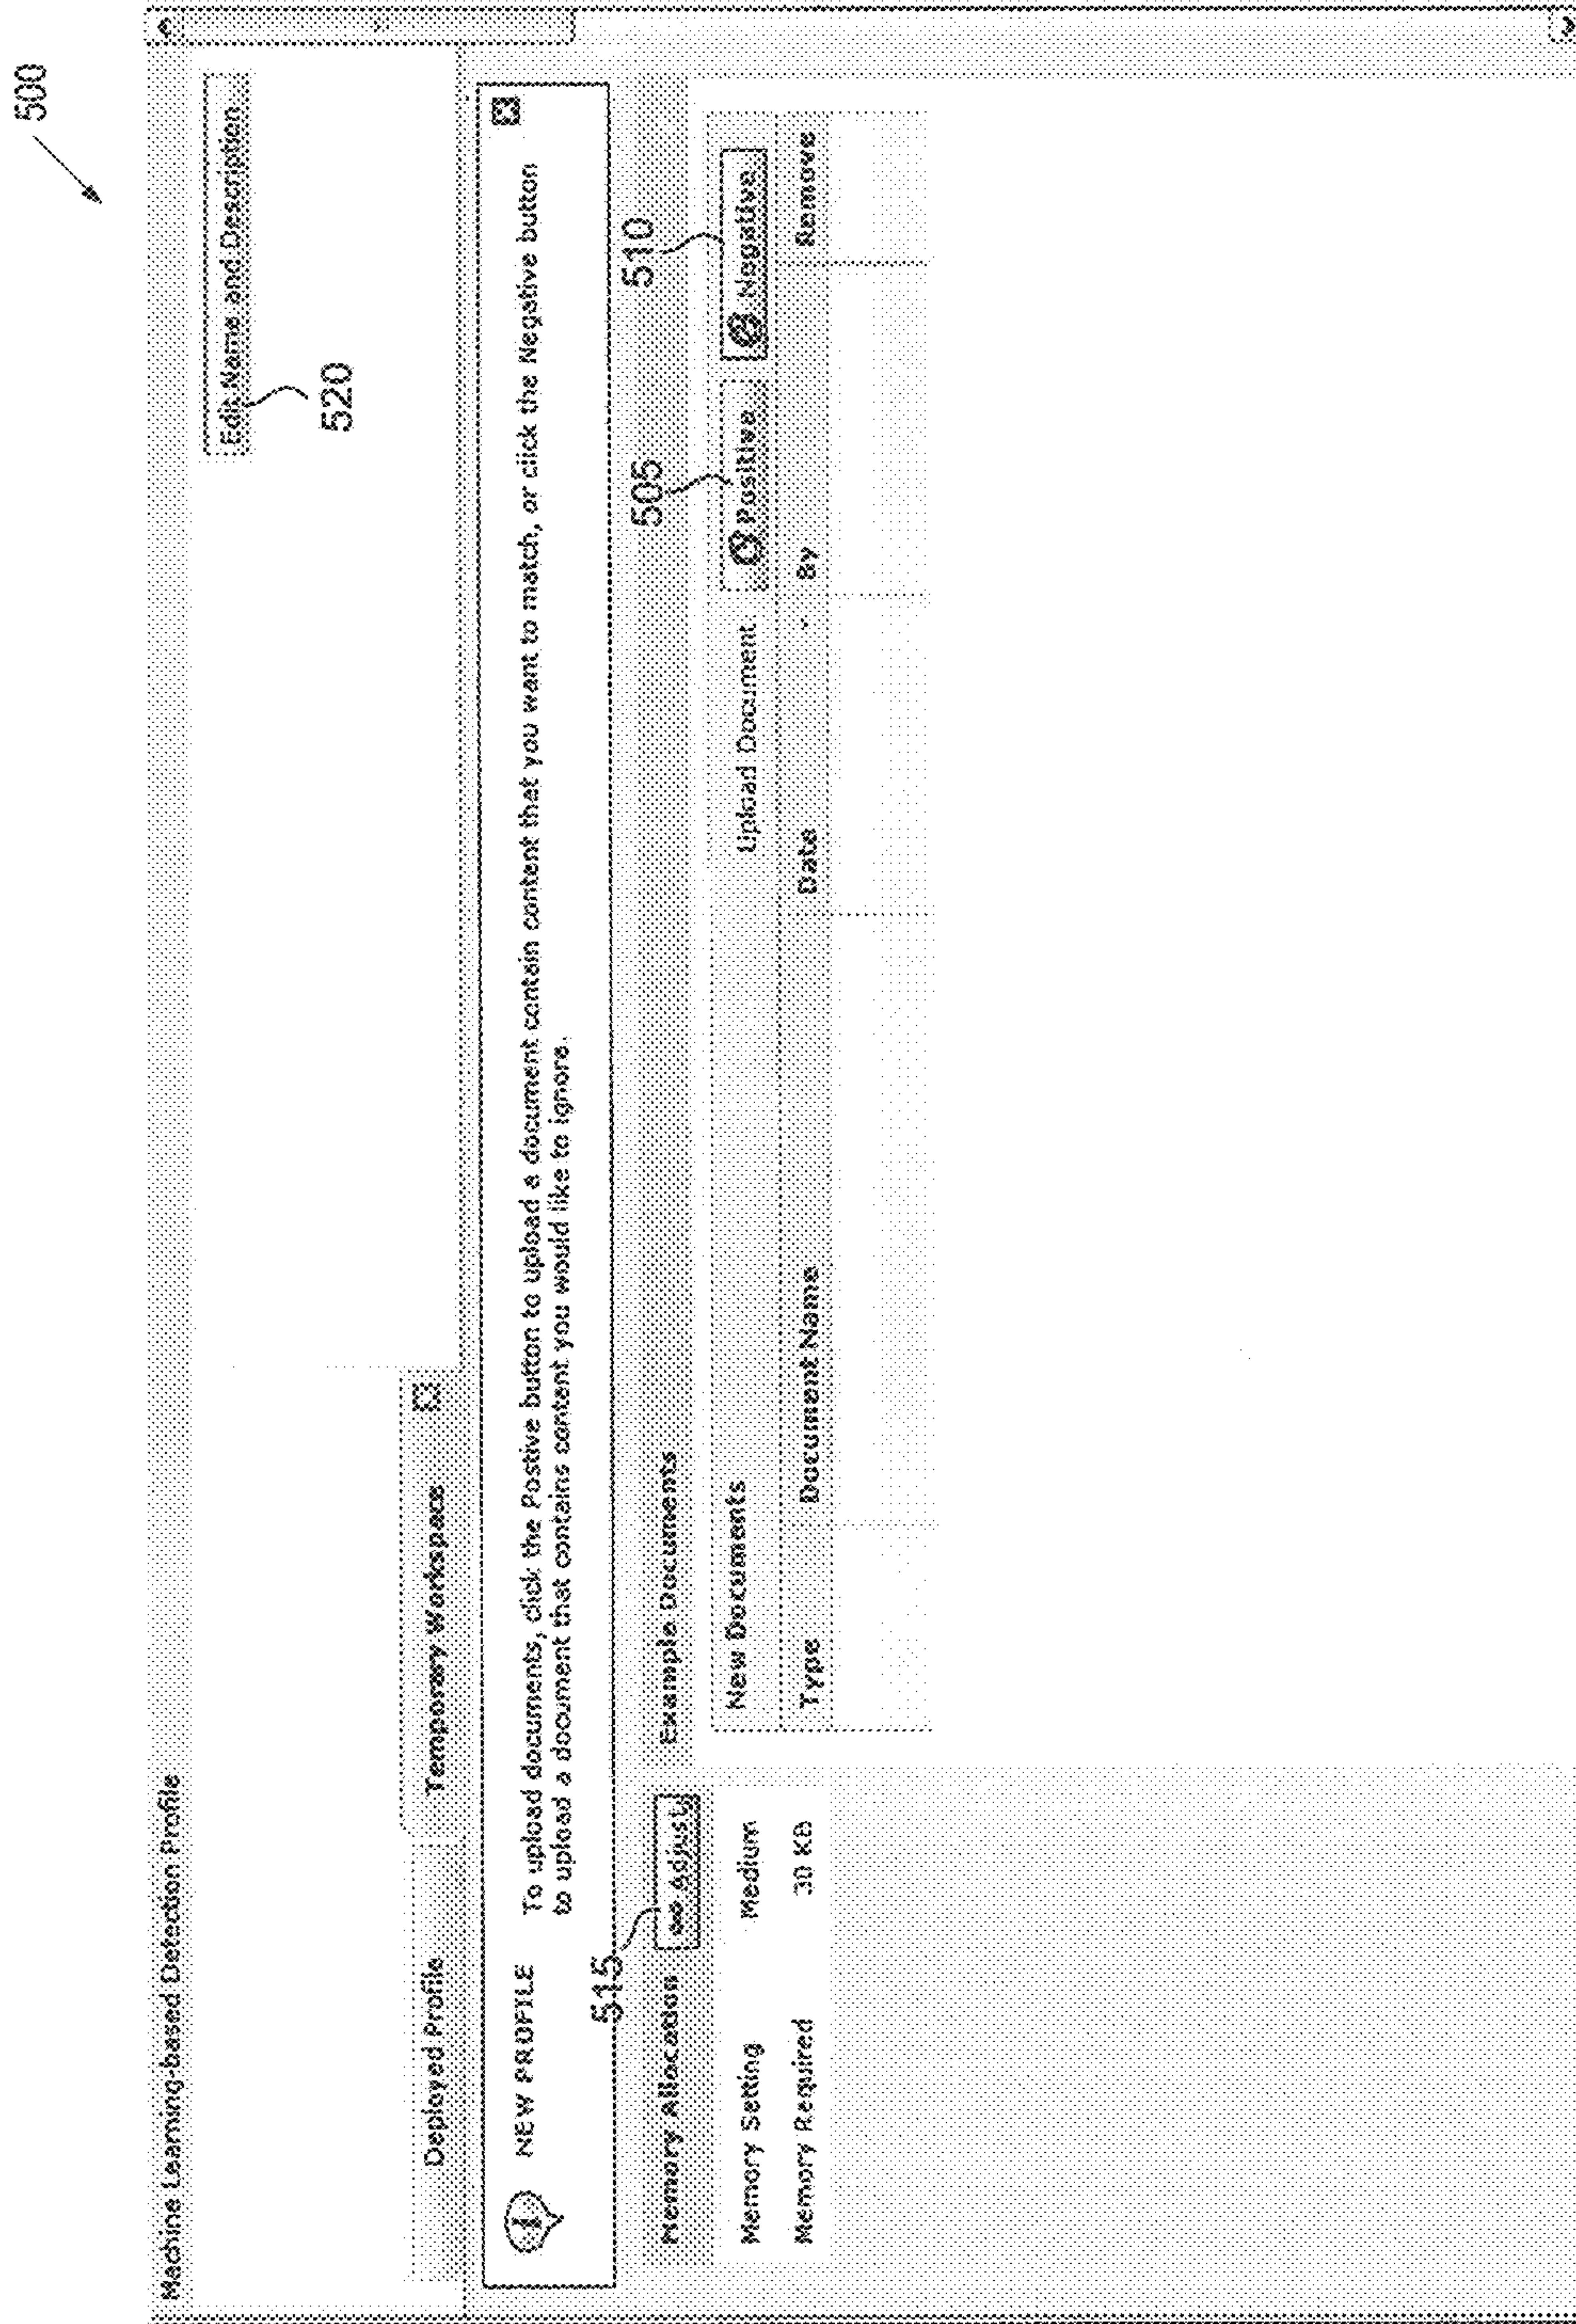 500
Machine Learning-based Detection Profile
Edit Name and Description...
520
Deployed Profile
Temporary Workspace
NEW PROFILE
To upload documents, click the Postive button to upload a document contain content that you want to match, or click the Negative button
to upload a document that contains content you would like to ignore.
515
505
510
Memory Allocation
Adjust
Example Documents
Memory Setting
Medium
Memory Required
30 KB
New Documents
Upload Document:
Positive...
Negative...
Type
Document Name
Date
By
Remove